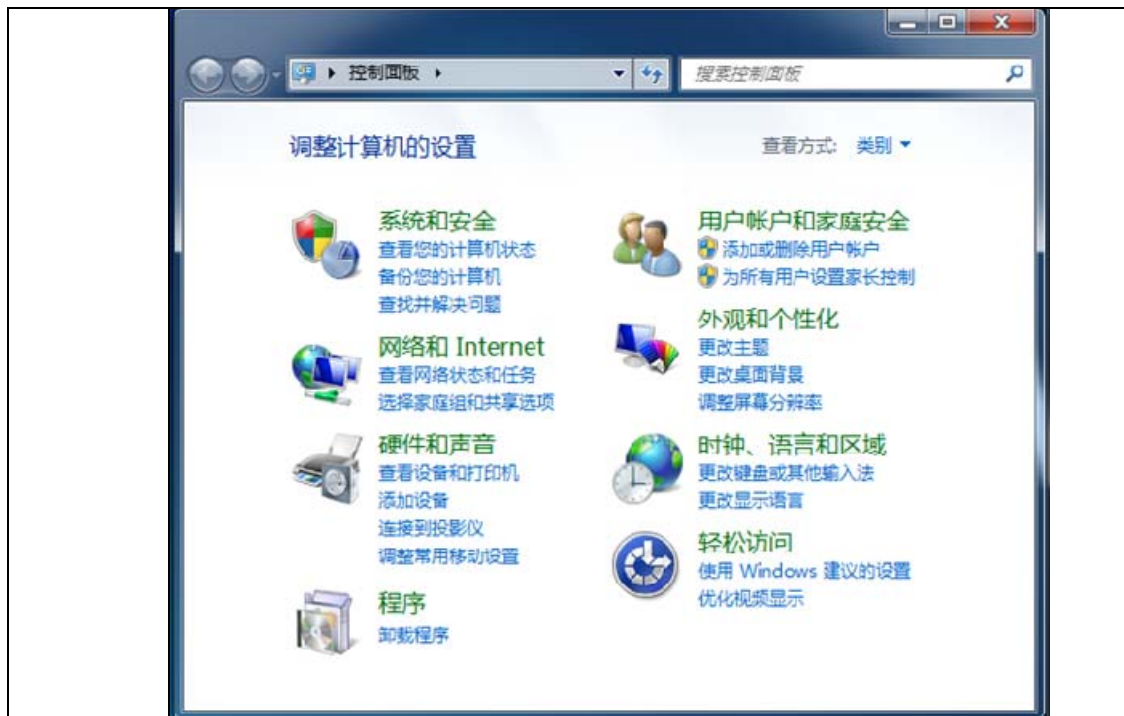 控制面板
搜索控制面板
调整计算机的设置
查看方式: 类别
系统和安全
查看您的计算机状态
备份您的计算机
查找并解决问题
网络和 Internet
查看网络状态和任务
选择家庭组和共享选项
硬件和声音
查看设备和打印机
添加设备
连接到投影仪
调整常用移动设置
程序
卸载程序
用户帐户和家庭安全
添加或删除用户帐户
为所有用户设置家长控制
外观和个性化
更改主题
更改桌面背景
调整屏幕分辨率
时钟、语言和区域
更改键盘或其他输入法
更改显示语言
轻松访问
使用 Windows 建议的设置
优化视频显示